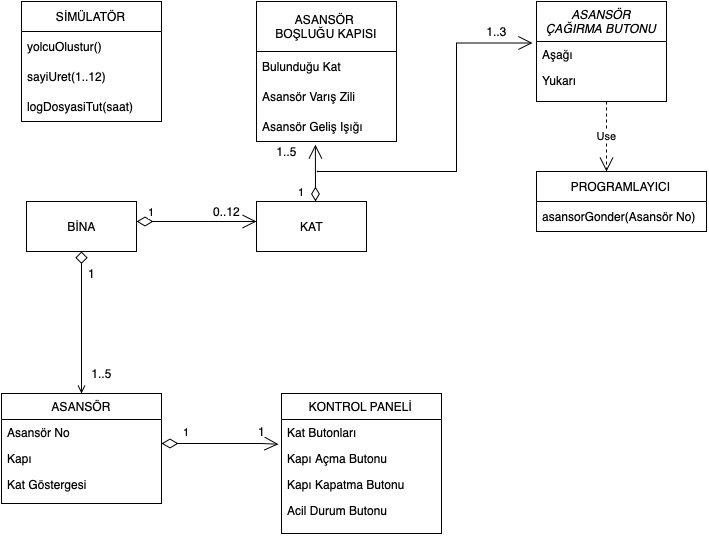 SİMÜLATÖR
yolcuOlustur()
sayiUret(1..12)
logDosyasiTut(saat)
ASANSÖR
BOŞLUĞU KAPISI
Bulunduğu Kat
Asansör Varış Zili
Asansör Geliş Işığı
1..5
1
1..3
ASANSÖR
ÇAĞIRMA BUTONU
Aşağı
Yukarı
Use
PROGRAMLAYICI
asansorGonder(Asansör No)
BİNA
1
0..12
KAT
1
1..5
ASANSÖR
Asansör No
Kapı
Kat Göstergesi
1
1
KONTROL PANELİ
Kat Butonları
Kapı Açma Butonu
Kapı Kapatma Butonu
Acil Durum Butonu